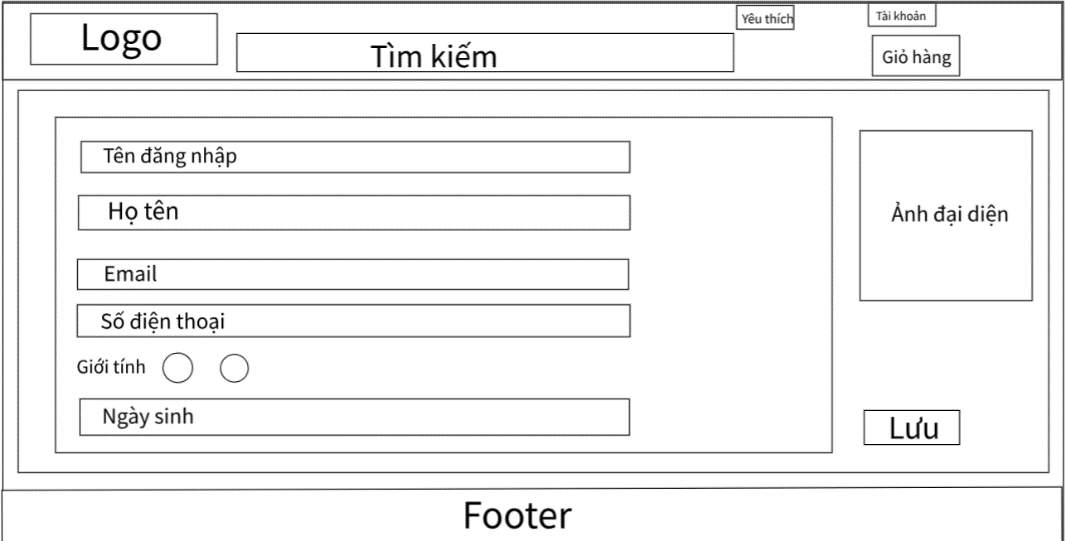 Logo
Tìm kiếm
Yêu thích
Tài khoản
Giỏ hàng
Tên đăng nhập
Họ tên
Email
Số điện thoại
Giới tính
Ngày sinh
Ảnh đại diện
Lưu
Footer